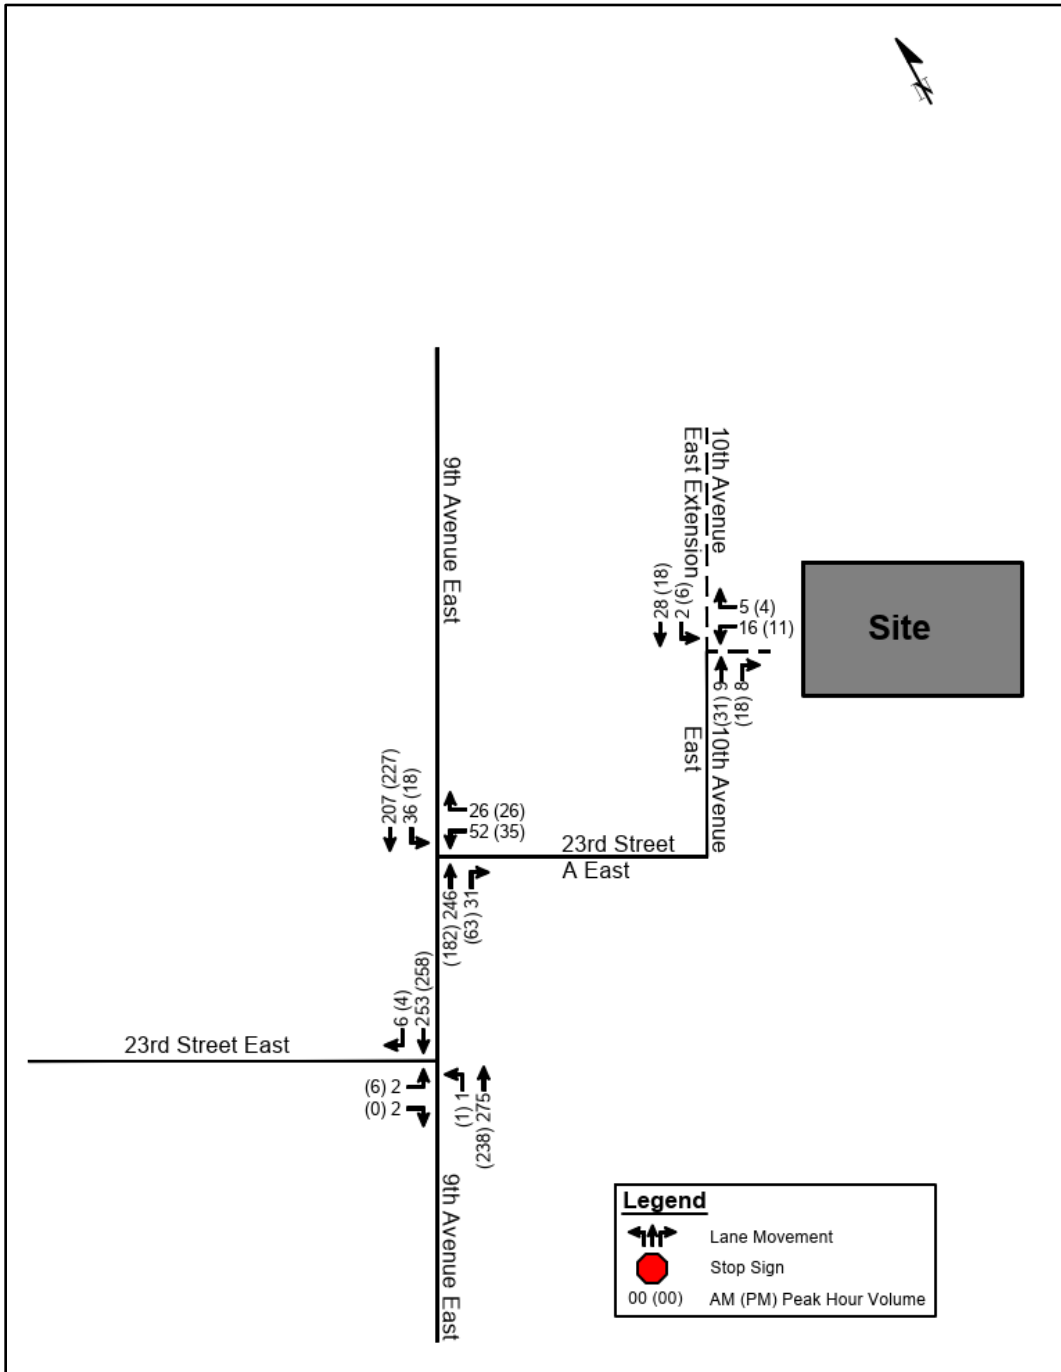 N
10th Avenue
East Extension
9th Avenue East
28 (18)
2 (6)
5 (4)
16 (11)
Site
9 (31)
8 (18)
10th Avenue
East
207 (227)
36 (18)
26 (26)
52 (35)
23rd Street
A East
(182) 246
(63) 31
6 (4)
253 (258)
23rd Street East
(6) 2
(0) 2
(1) 1
(238) 275
9th Avenue East
Legend
Lane Movement
Stop Sign
00 (00) AM (PM) Peak Hour Volume